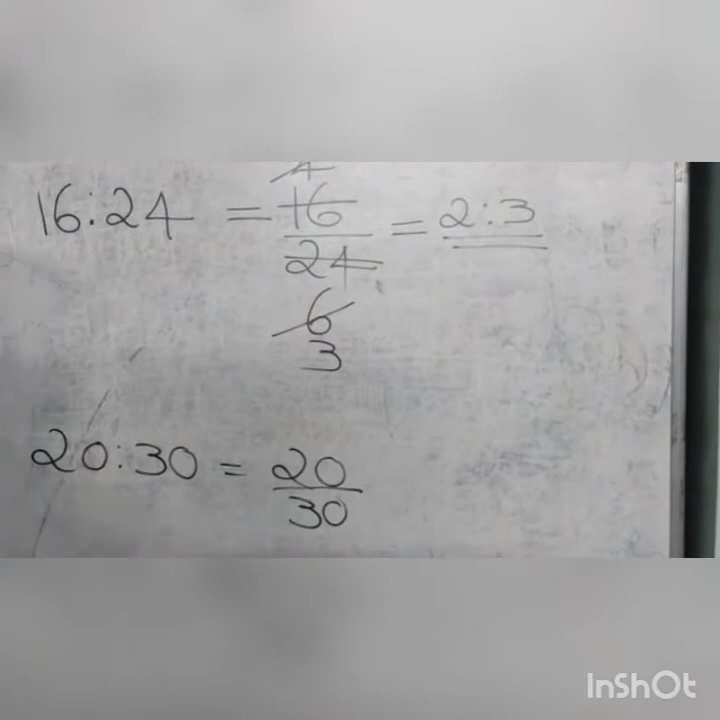 4
16:24 = 16/24 = 2:3
6
3
20:30 = 20/30
InShOt